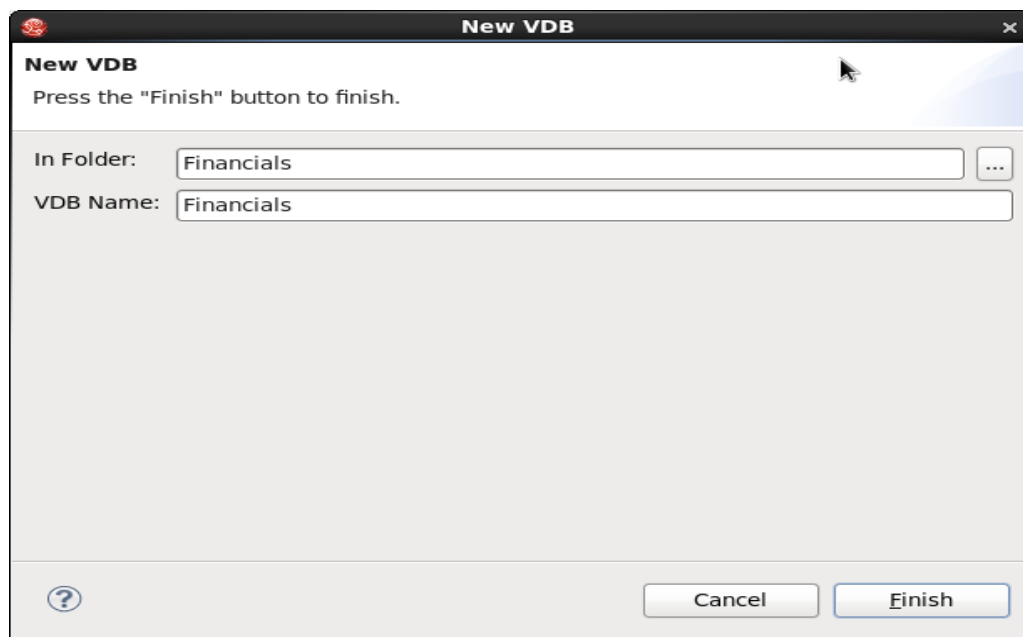 New VDB
New VDB
Press the "Finish" button to finish.
In Folder: Financials ...
VDB Name: Financials
? Cancel Finish